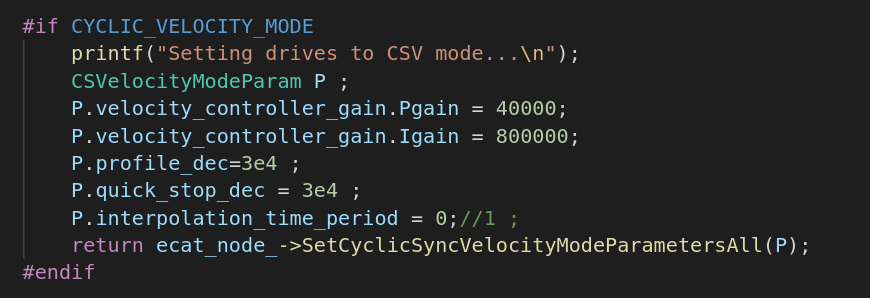 #if CYCLIC_VELOCITY_MODE
    printf("Setting drives to CSV mode...\n");
    CSVelocityModeParam P ;
    P.velocity_controller_gain.Pgain = 40000;
    P.velocity_controller_gain.Igain = 800000;
    P.profile_dec=3e4 ;
    P.quick_stop_dec = 3e4 ;
    P.interpolation_time_period = 0;//1 ;
    return ecat_node_->SetCyclicSyncVelocityModeParametersAll(P);
#endif